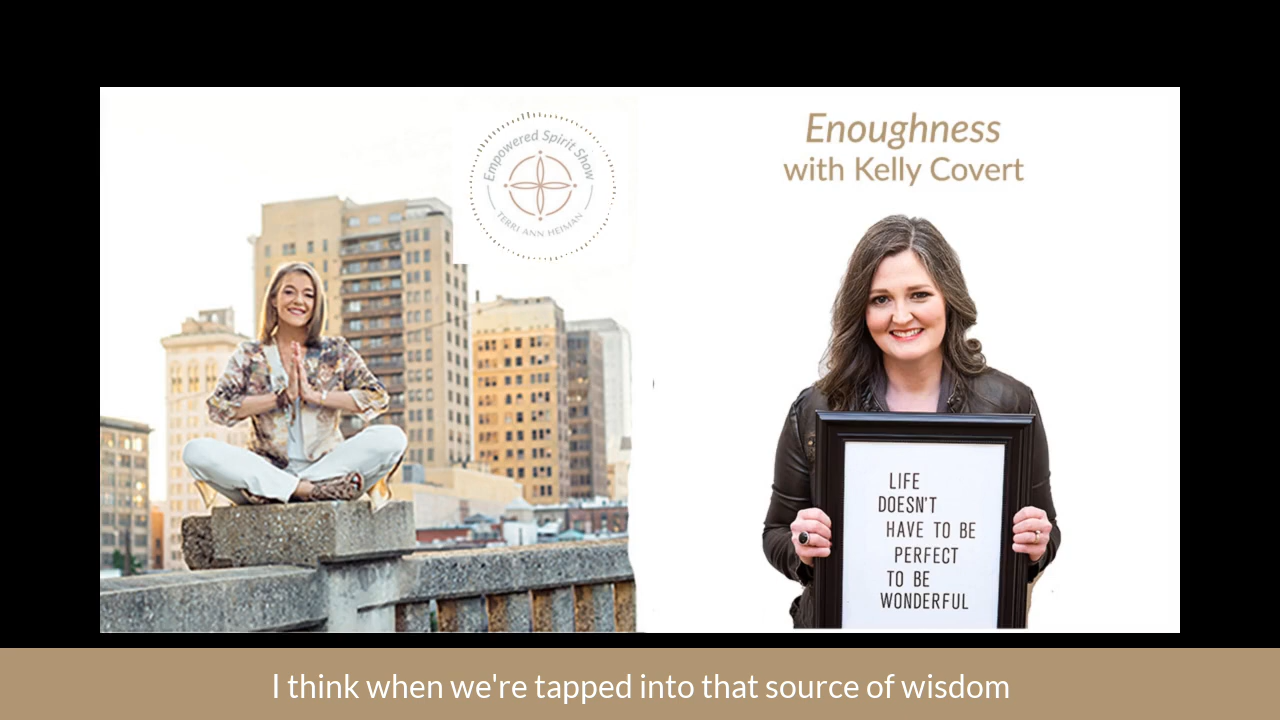 Empowered Spirit Show
TERRI ANN HEIMAN
Enoughness
with Kelly Covert
LIFE
DOESN'T
HAVE TO BE
PERFECT
TO BE
WONDERFUL
I think when we're tapped into that source of wisdom